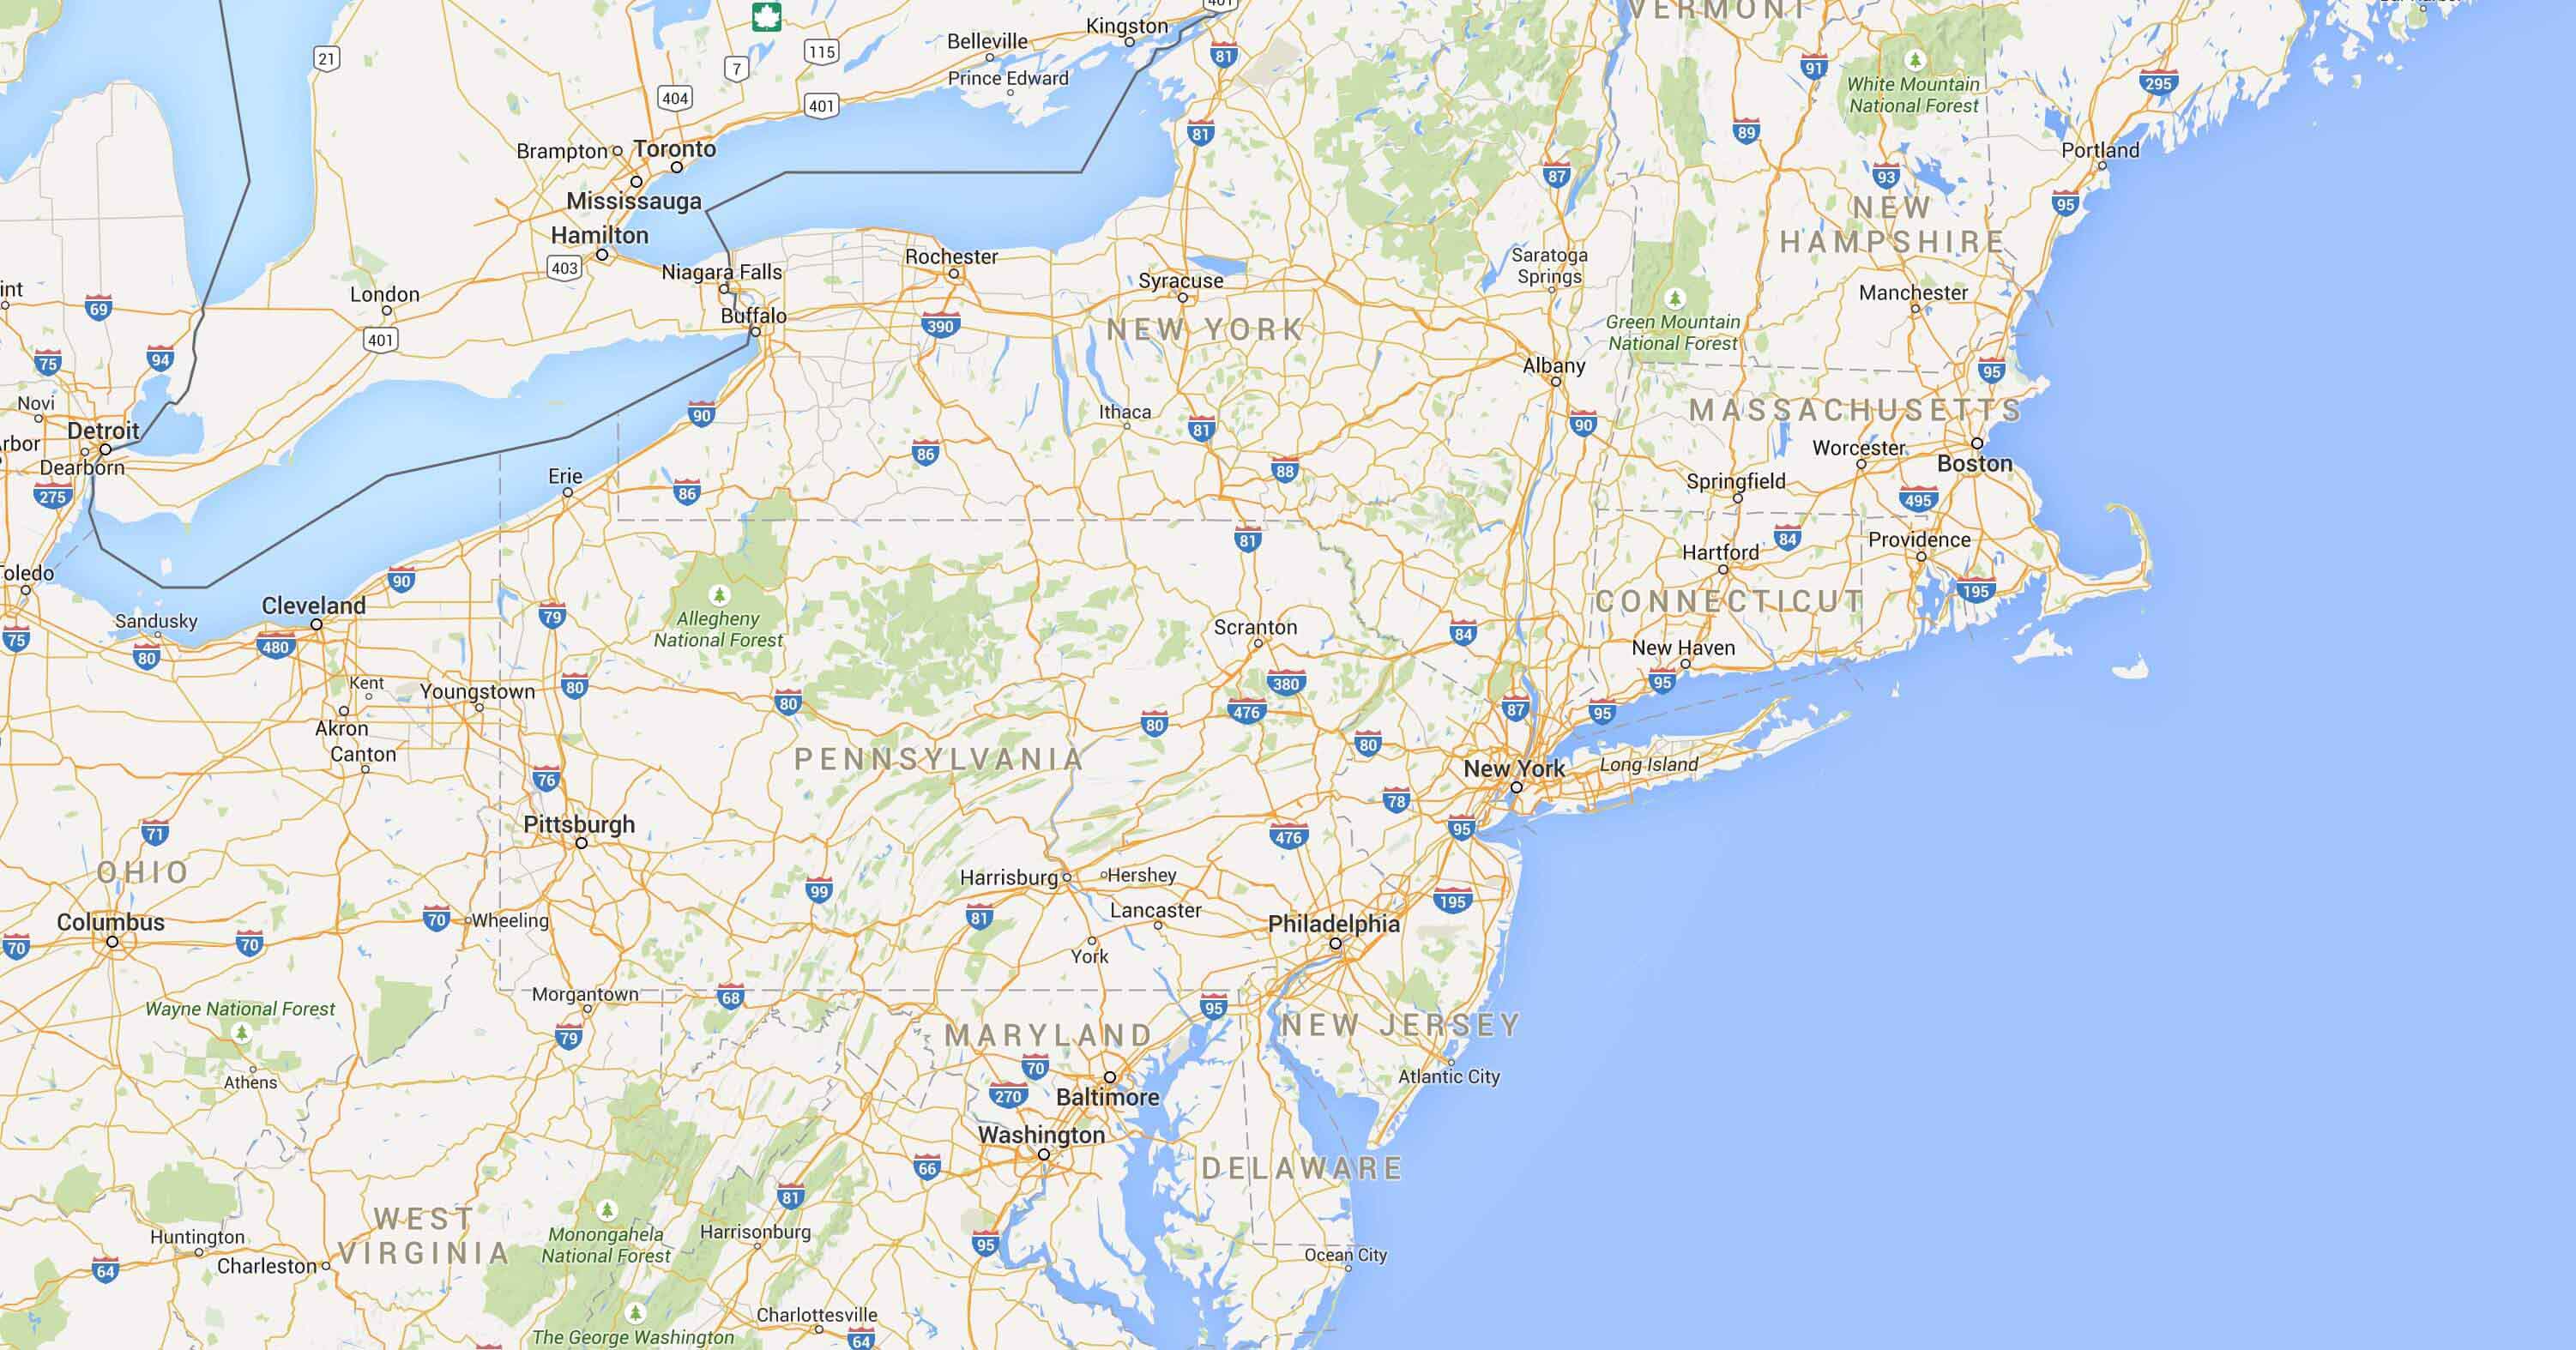 401
VERMONT
21
Kingston
Belleville
81
115
7
Prince Edward
91
White Mountain
National Forest
295
404
401
81
89
Brampton
Toronto
Portland
87
93
Mississauga
95
NEW
HAMPSHIRE
Hamilton
403
Niagara Falls
Rochester
Saratoga
Springs
Syracuse
int
London
69
Manchester
Buffalo
390
NEW YORK
Green Mountain
National Forest
401
75
94
Albany
95
Novi
90
Ithaca
MASSACHUSETTS
Detroit
81
90
rbor
Dearborn
86
Worcester
Boston
88
Erie
Springfield
275
86
495
81
84
Providence
Hartford
oledo
90
195
Cleveland
Sandusky
79
Allegheny
National Forest
CONNECTICUT
Scranton
84
75
480
80
New Haven
Kent
Youngstown
80
380
95
80
476
87
95
80
Akron
80
Canton
PENNSYLVANIA
New York
Long Island
76
78
71
Pittsburgh
476
95
OHIO
Harrisburg
Hershey
99
195
Columbus
70
Wheeling
81
Lancaster
Philadelphia
70
70
York
Morgantown
68
95
Wayne National Forest
79
MARYLAND
NEW JERSEY
70
Athens
270
Baltimore
Atlantic City
Washington
66
DELAWARE
81
WEST
VIRGINIA
Huntington
Monongahela
National Forest
Harrisonburg
95
Ocean City
64
Charleston
Charlottesville
The George Washington
64